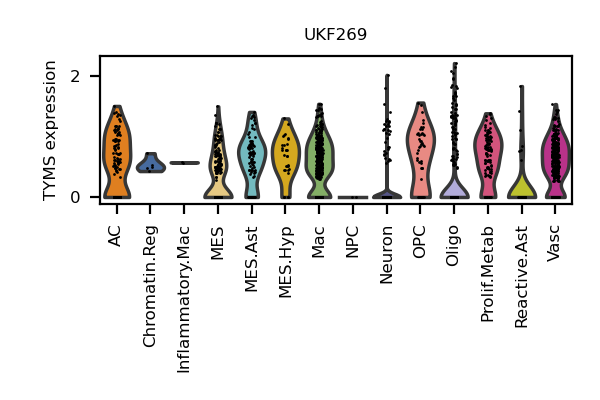 UKF269
TYMS expression
2
0
AC
Chromatin.Reg
Inflammatory.Mac
MES
MES.Ast
MES.Hyp
Mac
NPC
Neuron
OPC
Oligo
Prolif.Metab
Reactive.Ast
Vasc